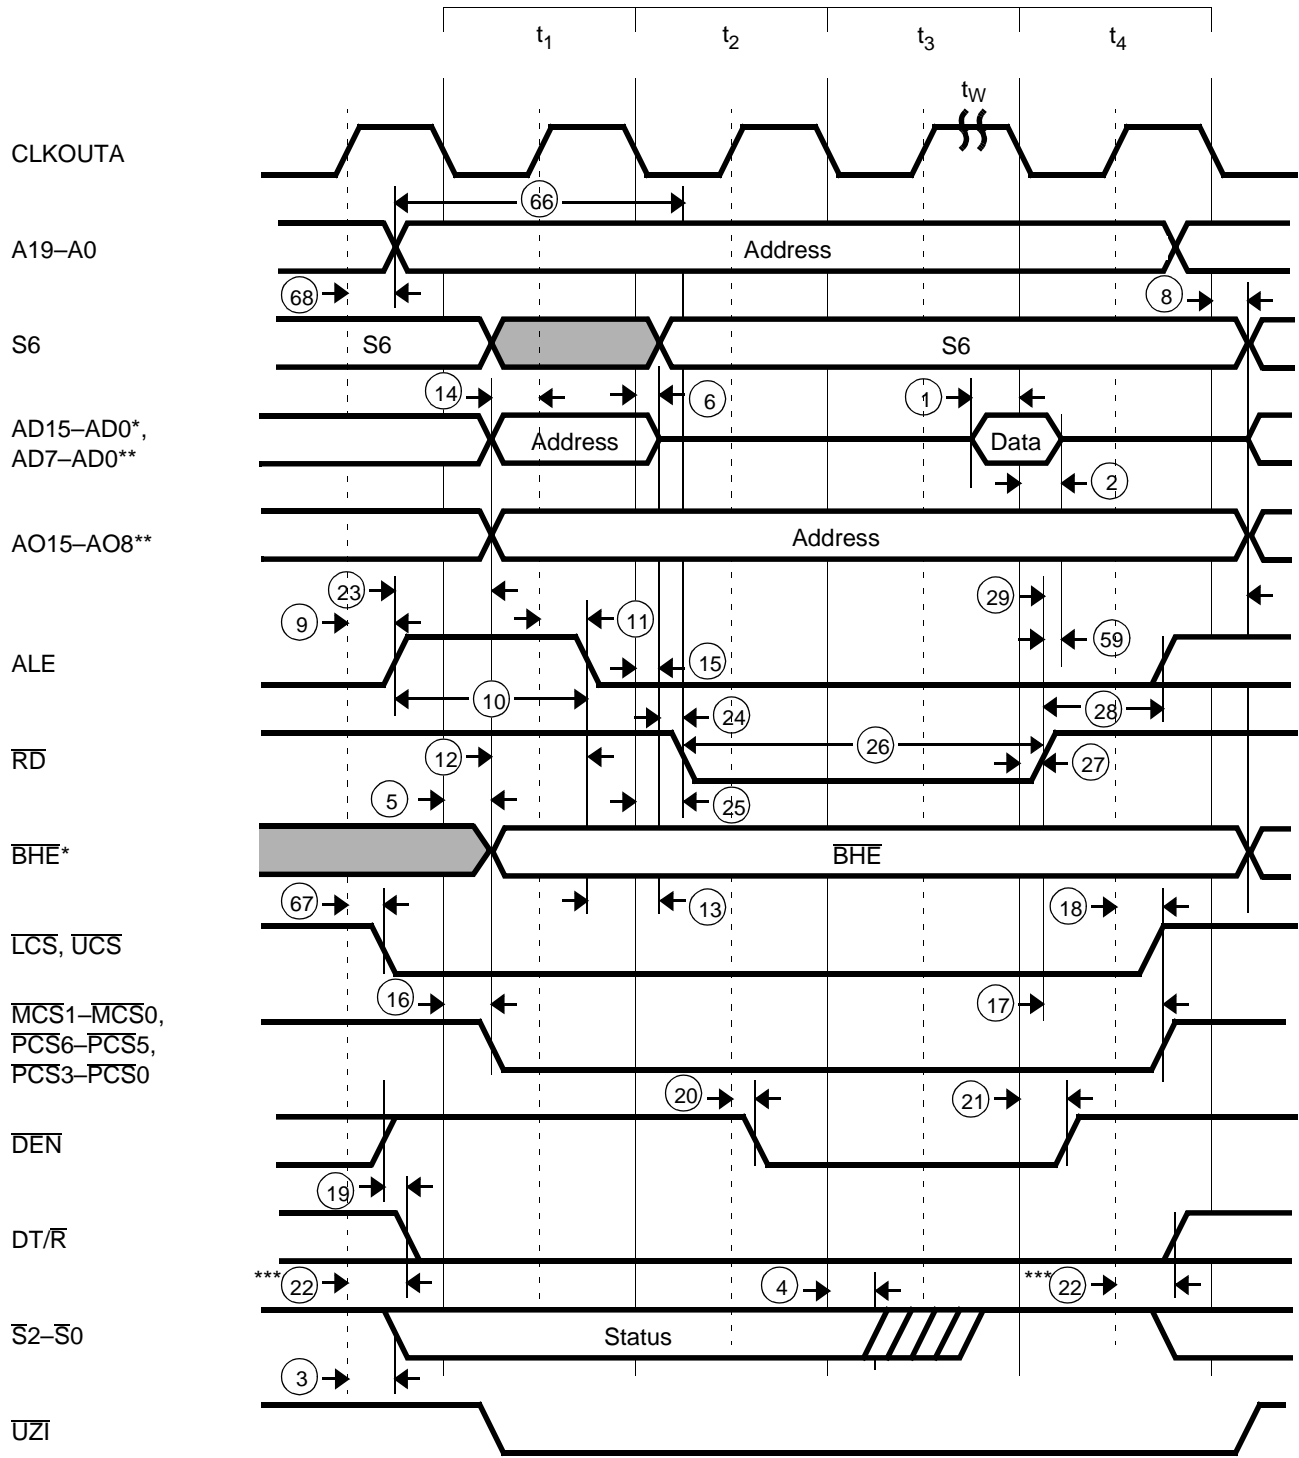 t1 t2 t3 t4
tW
CLKOUTA
66
A19–A0 Address
68 8
S6 S6 S6
14 6 1
AD15–AD0*, Address Data
AD7–AD0**
2
AO15–AO8** Address
23 29
9 11 59
ALE 15
10 28
24
RD 12 26 27
5 25
BHE* BHE
67 13 18
LCS, UCS
16 17
MCS1–MCS0,
PCS6–PCS5,
PCS3–PCS0
20 21
DEN
19
DT/R
***22 4 ***22
S2–S0 Status
3
UZI